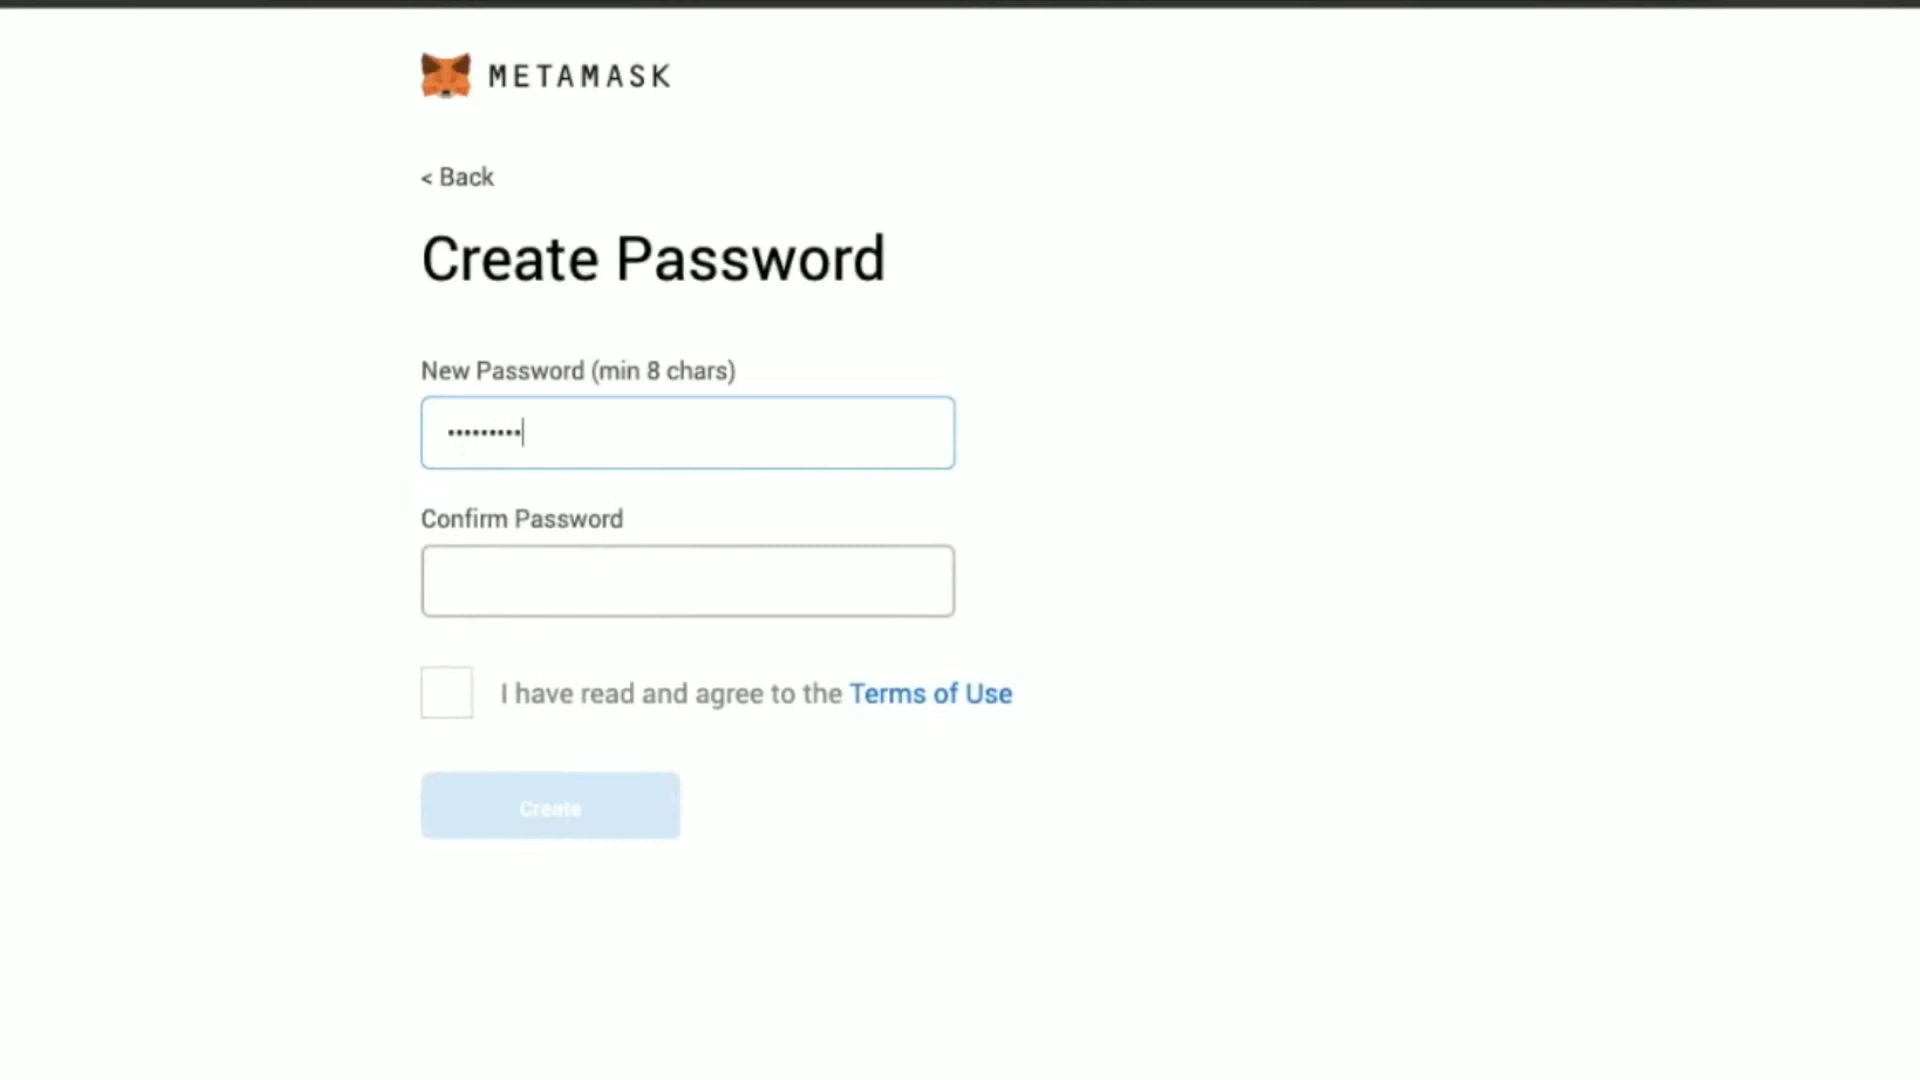 METAMASK
< Back
Create Password
New Password (min 8 chars)
•••••••••
Confirm Password
I have read and agree to the Terms of Use
Create